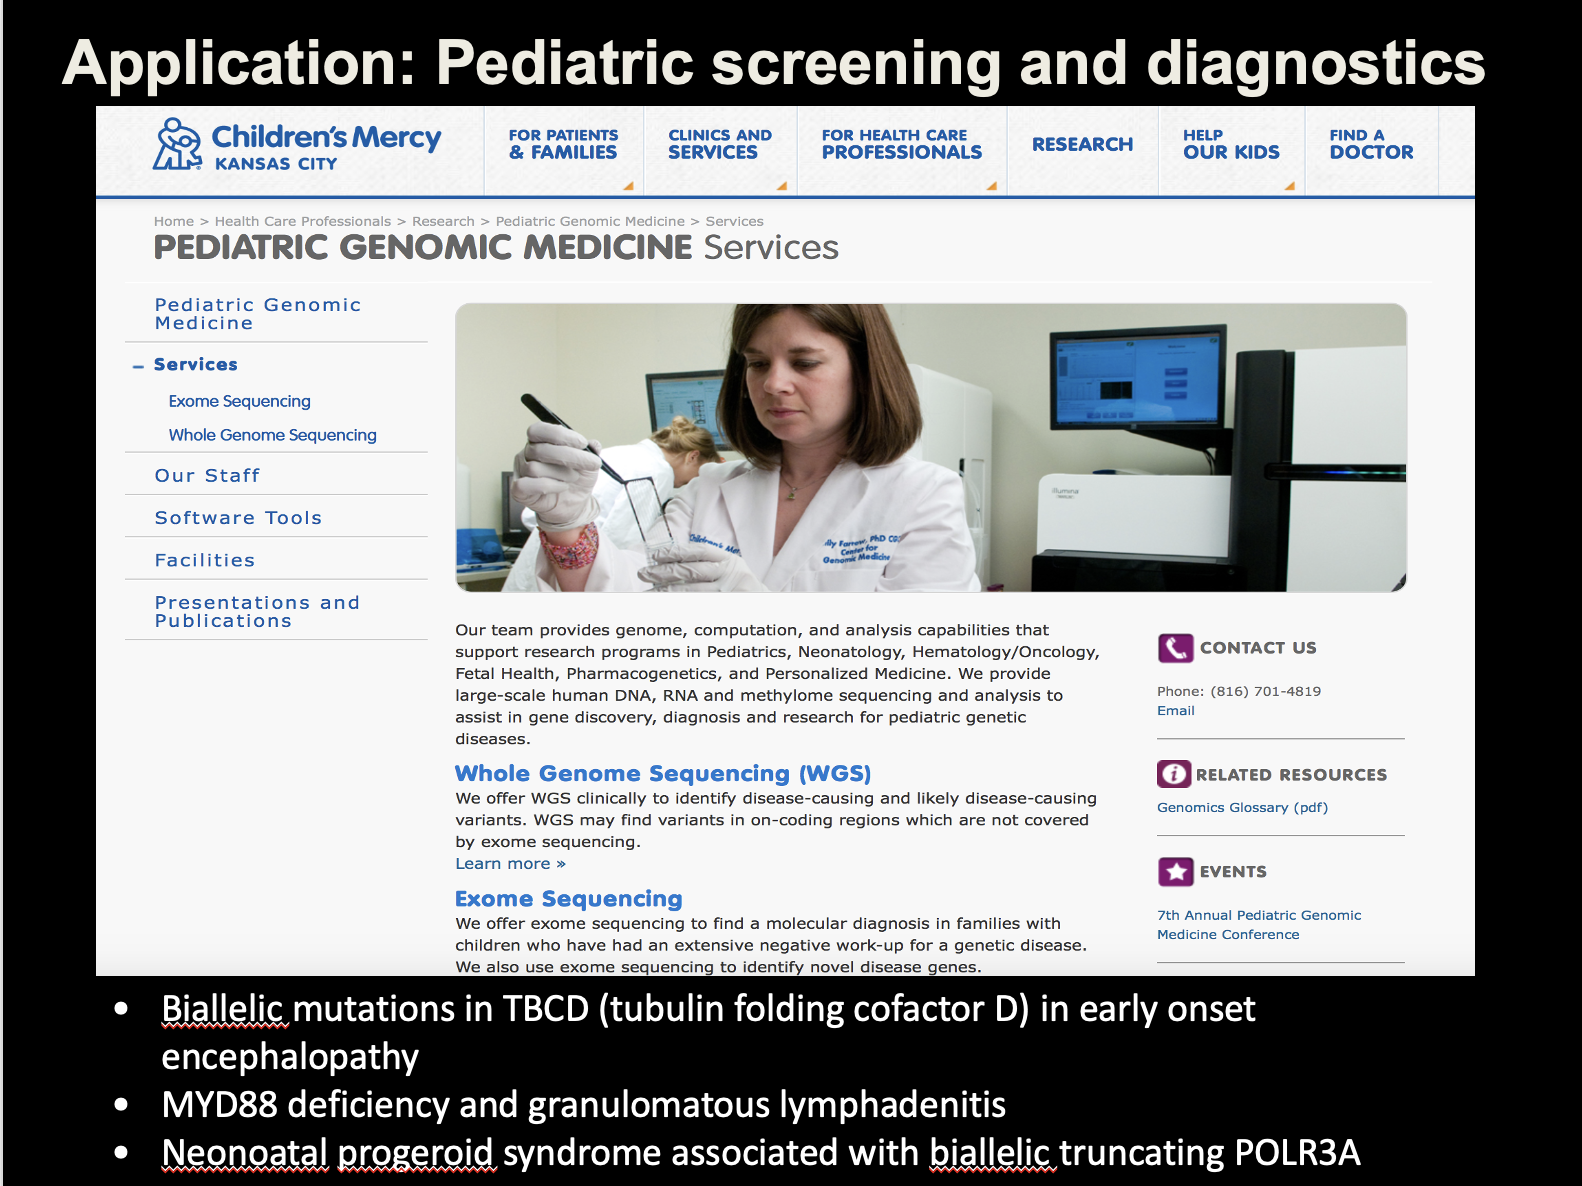 Application: Pediatric screening and diagnostics
Children's Mercy
KANSAS CITY
FOR PATIENTS
& FAMILIES
CLINICS AND
SERVICES
FOR HEALTH CARE
PROFESSIONALS
RESEARCH
HELP
OUR KIDS
FIND A
DOCTOR
Home > Health Care Professionals > Research > Pediatric Genomic Medicine > Services
PEDIATRIC GENOMIC MEDICINE Services
Pediatric Genomic
Medicine
– Services
Exome Sequencing
Whole Genome Sequencing
Our Staff
Software Tools
Facilities
Presentations and
Publications
illumina
Children's Mer
lly Farrow, PhD
Center for
Genomic Medicine
Our team provides genome, computation, and analysis capabilities that
support research programs in Pediatrics, Neonatology, Hematology/Oncology,
Fetal Health, Pharmacogenetics, and Personalized Medicine. We provide
large-scale human DNA, RNA and methylome sequencing and analysis to
assist in gene discovery, diagnosis and research for pediatric genetic
diseases.
Whole Genome Sequencing (WGS)
We offer WGS clinically to identify disease-causing and likely disease-causing
variants. WGS may find variants in on-coding regions which are not covered
by exome sequencing.
Learn more »
Exome Sequencing
We offer exome sequencing to find a molecular diagnosis in families with
children who have had an extensive negative work-up for a genetic disease.
We also use exome sequencing to identify novel disease genes.
CONTACT US
Phone: (816) 701-4819
Email
RELATED RESOURCES
Genomics Glossary (pdf)
EVENTS
7th Annual Pediatric Genomic
Medicine Conference
• Biallelic mutations in TBCD (tubulin folding cofactor D) in early onset
encephalopathy
• MYD88 deficiency and granulomatous lymphadenitis
• Neonoatal progeroid syndrome associated with biallelic truncating POLR3A